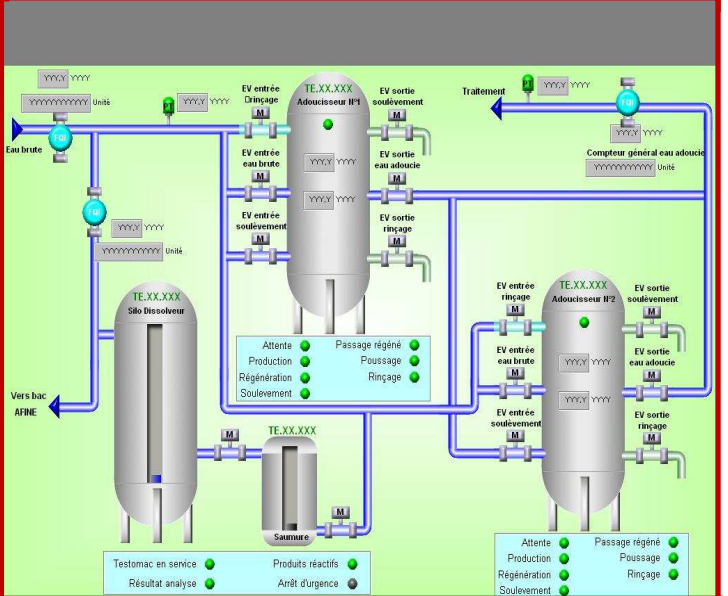 YYY,Y YYYY
YYYYYYYYYYY Unité
FQI
Eau brute
PT
YYY,Y YYYY
EV entrée
rinçage
M
TE.XX.XXX
Adoucisseur N°1
EV sortie
soulèvement
M
Traitement
PT
YYY,Y YYYY
FQI
YYY,Y YYYY
Compteur général eau adoucie
YYYYYYYYYYY Unité
EV entrée
eau brute
M
YYY,Y YYYY
YYY,Y YYYY
EV sortie
eau adoucie
M
FQI
YYY,Y YYYY
YYYYYYYYYYY Unité
EV entrée
soulèvement
M
EV sortie
rinçage
M
TE.XX.XXX
Silo Dissolveur
Attente
Passage régéné
Production
Poussage
Régénération
Rinçage
Soulevement
EV entrée
rinçage
M
TE.XX.XXX
Adoucisseur N°2
EV sortie
soulèvement
M
EV entrée
eau brute
M
YYY,Y YYYY
YYY,Y YYYY
EV sortie
eau adoucie
M
EV entrée
soulèvement
M
EV sortie
rinçage
M
Vers bac
AFINE
M
TE.XX.XXX
M
Saumure
Testomac en service
Produits réactifs
Résultat analyse
Arrêt d'urgence
Attente
Passage régéné
Production
Poussage
Régénération
Rinçage
Soulevement